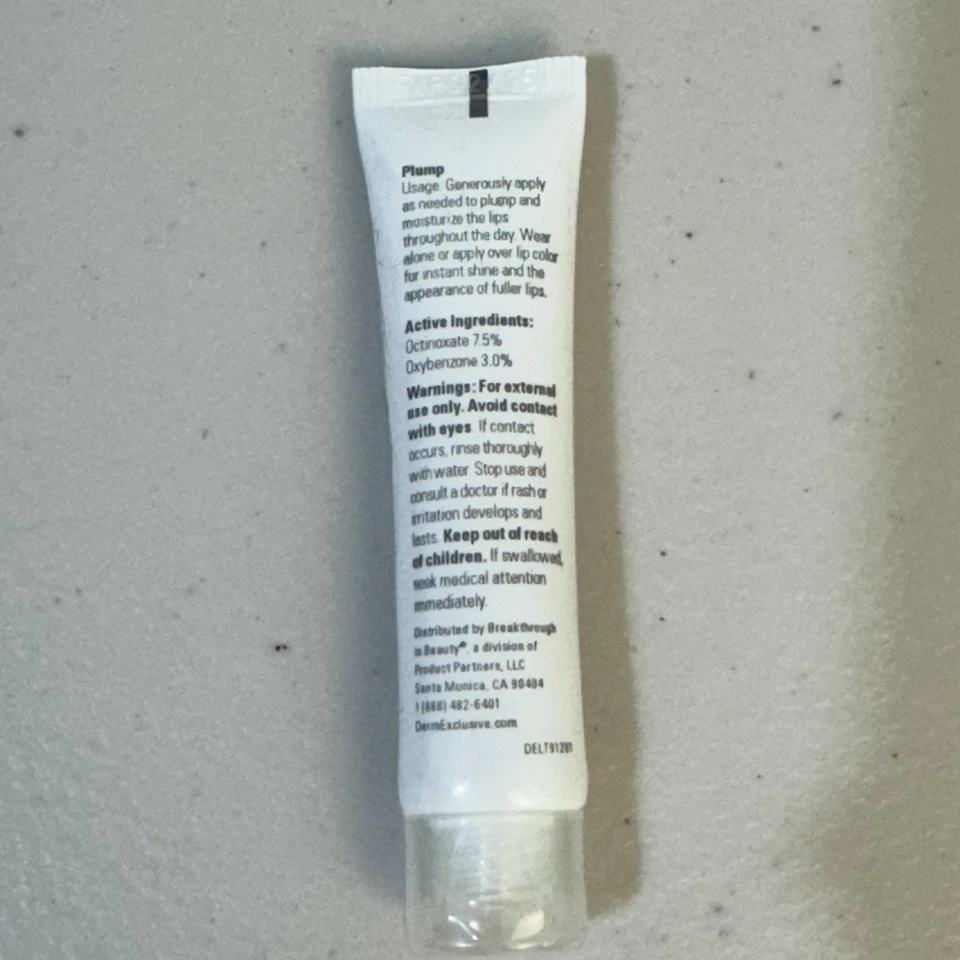 Plump
Usage: Generously apply
as needed to plump and
moisturize the lips
throughout the day. Wear
alone or apply over lip color
for instant shine and the
appearance of fuller lips.
Active Ingredients:
Octinoxate 7.5%
Oxybenzone 3.0%
Warnings: For external
use only. Avoid contact
with eyes. If contact
occurs, rinse thoroughly
with water. Stop use and
consult a doctor if rash or
irritation develops and
lasts. Keep out of reach
of children. If swallowed,
seek medical attention
immediately.
Distributed by Breakthrough
in Beauty®, a division of
Product Partners, LLC
Santa Monica, CA 90404
1 (866) 482-6401
DermExclusive.com